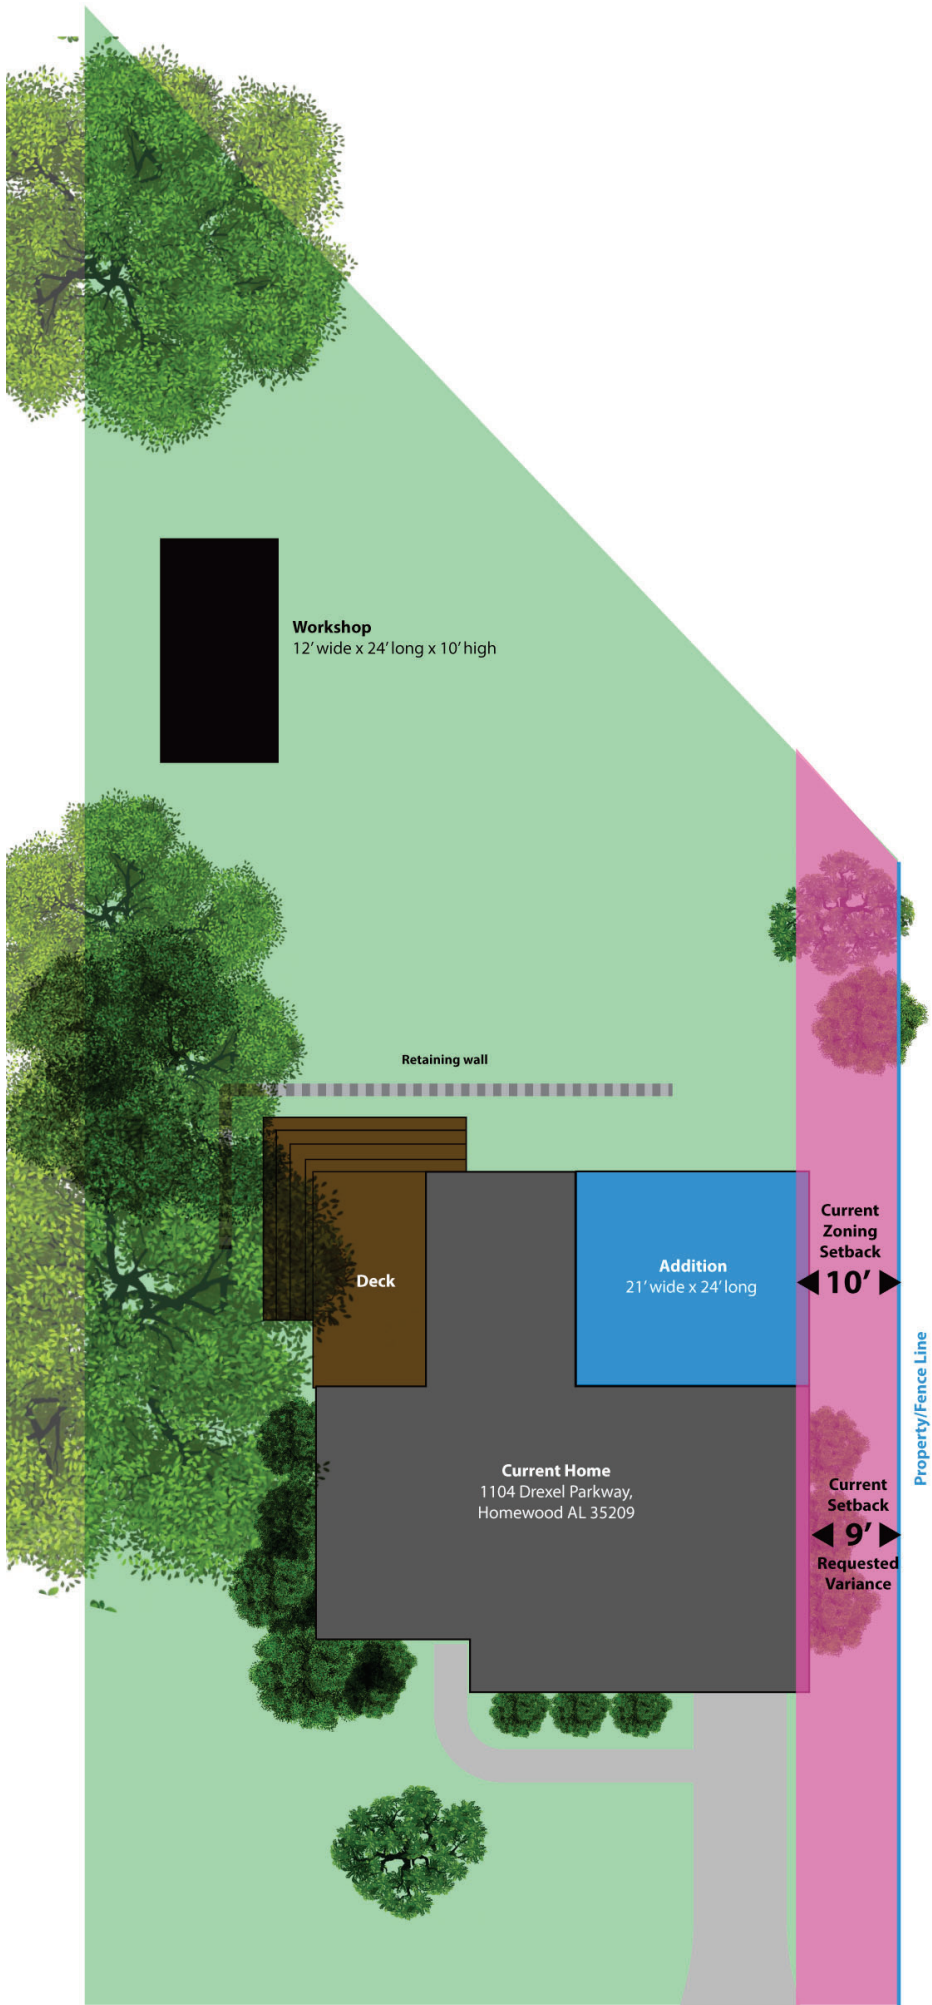 Workshop
12’ wide x 24’ long x 10’ high
Retaining wall
Deck
Addition
21’ wide x 24’ long
Current
Zoning
Setback
10’
Property/Fence Line
Current Home
1104 Drexel Parkway,
Homewood AL 35209
Current
Setback
9’
Requested
Variance